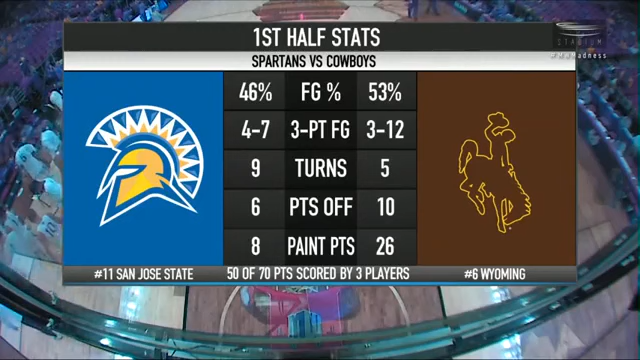 1ST HALF STATS
SPARTANS VS COWBOYS
46% FG % 53%
4-7 3-PT FG 3-12
9 TURNS 5
6 PTS OFF 10
8 PAINT PTS 26
#11 SAN JOSE STATE 50 OF 70 PTS SCORED BY 3 PLAYERS #6 WYOMING
STADIUM
#MWMadness